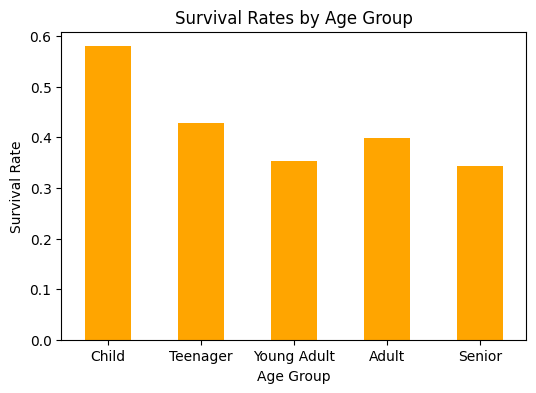 Survival Rates by Age Group
Survival Rate
0.6
0.5
0.4
0.3
0.2
0.1
0.0
Child Teenager Young Adult Adult Senior
Age Group